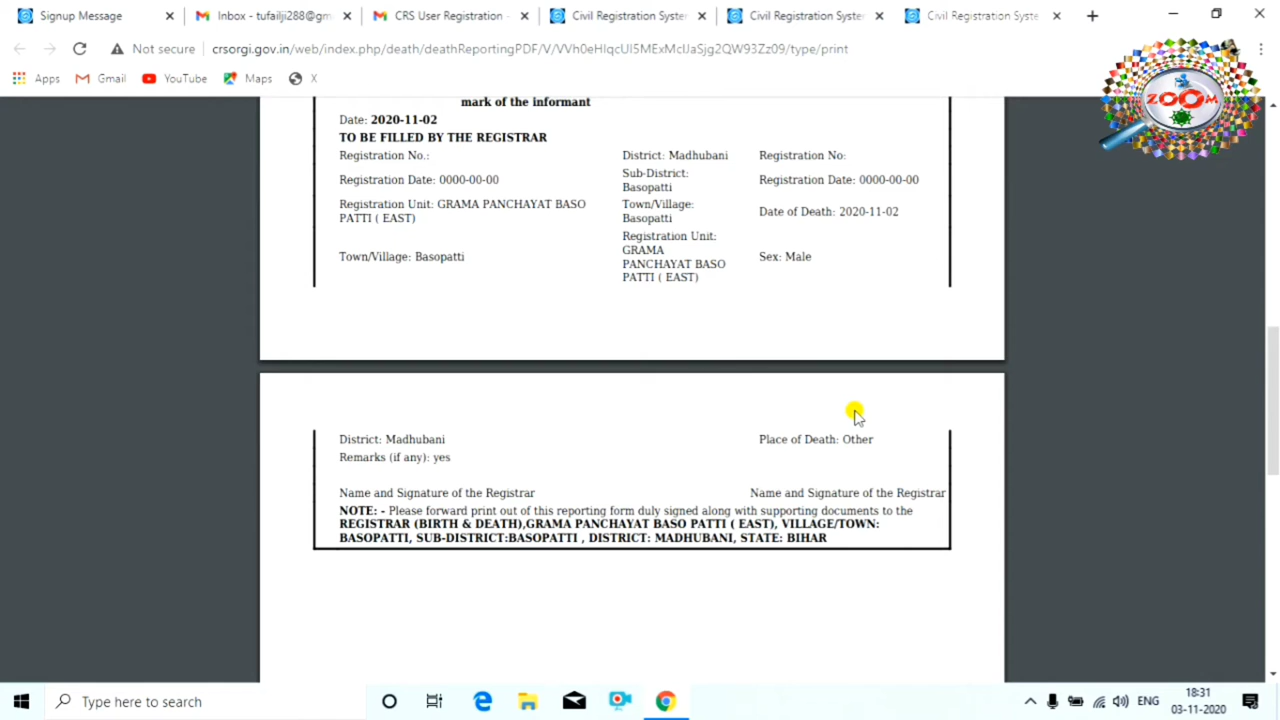 Signup Message
Inbox - tufailji288@gm
CRS User Registration -
Civil Registration Syste
Civil Registration Syste
Civil Registration Syste
Not secure
crsorgi.gov.in/web/index.php/death/deathReportingPDF/V/VVh0eHlqcUI5MExMclJaSjg2QW93Zz09/type/print
Apps
Gmail
YouTube
Maps
X
ZOOM
mark of the informant
Date: 2020-11-02
TO BE FILLED BY THE REGISTRAR
Registration No.:
District: Madhubani
Registration No:
Registration Date: 0000-00-00
Sub-District:
Basopatti
Registration Date: 0000-00-00
Registration Unit: GRAMA PANCHAYAT BASO
PATTI ( EAST)
Town/Village:
Basopatti
Date of Death: 2020-11-02
Town/Village: Basopatti
Registration Unit:
GRAMA
PANCHAYAT BASO
PATTI ( EAST)
Sex: Male
District: Madhubani
Place of Death: Other
Remarks (if any): yes
Name and Signature of the Registrar
Name and Signature of the Registrar
NOTE: - Please forward print out of this reporting form duly signed along with supporting documents to the
REGISTRAR (BIRTH & DEATH),GRAMA PANCHAYAT BASO PATTI ( EAST), VILLAGE/TOWN:
BASOPATTI, SUB-DISTRICT:BASOPATTI , DISTRICT: MADHUBANI, STATE: BIHAR
Type here to search
ENG
18:31
03-11-2020